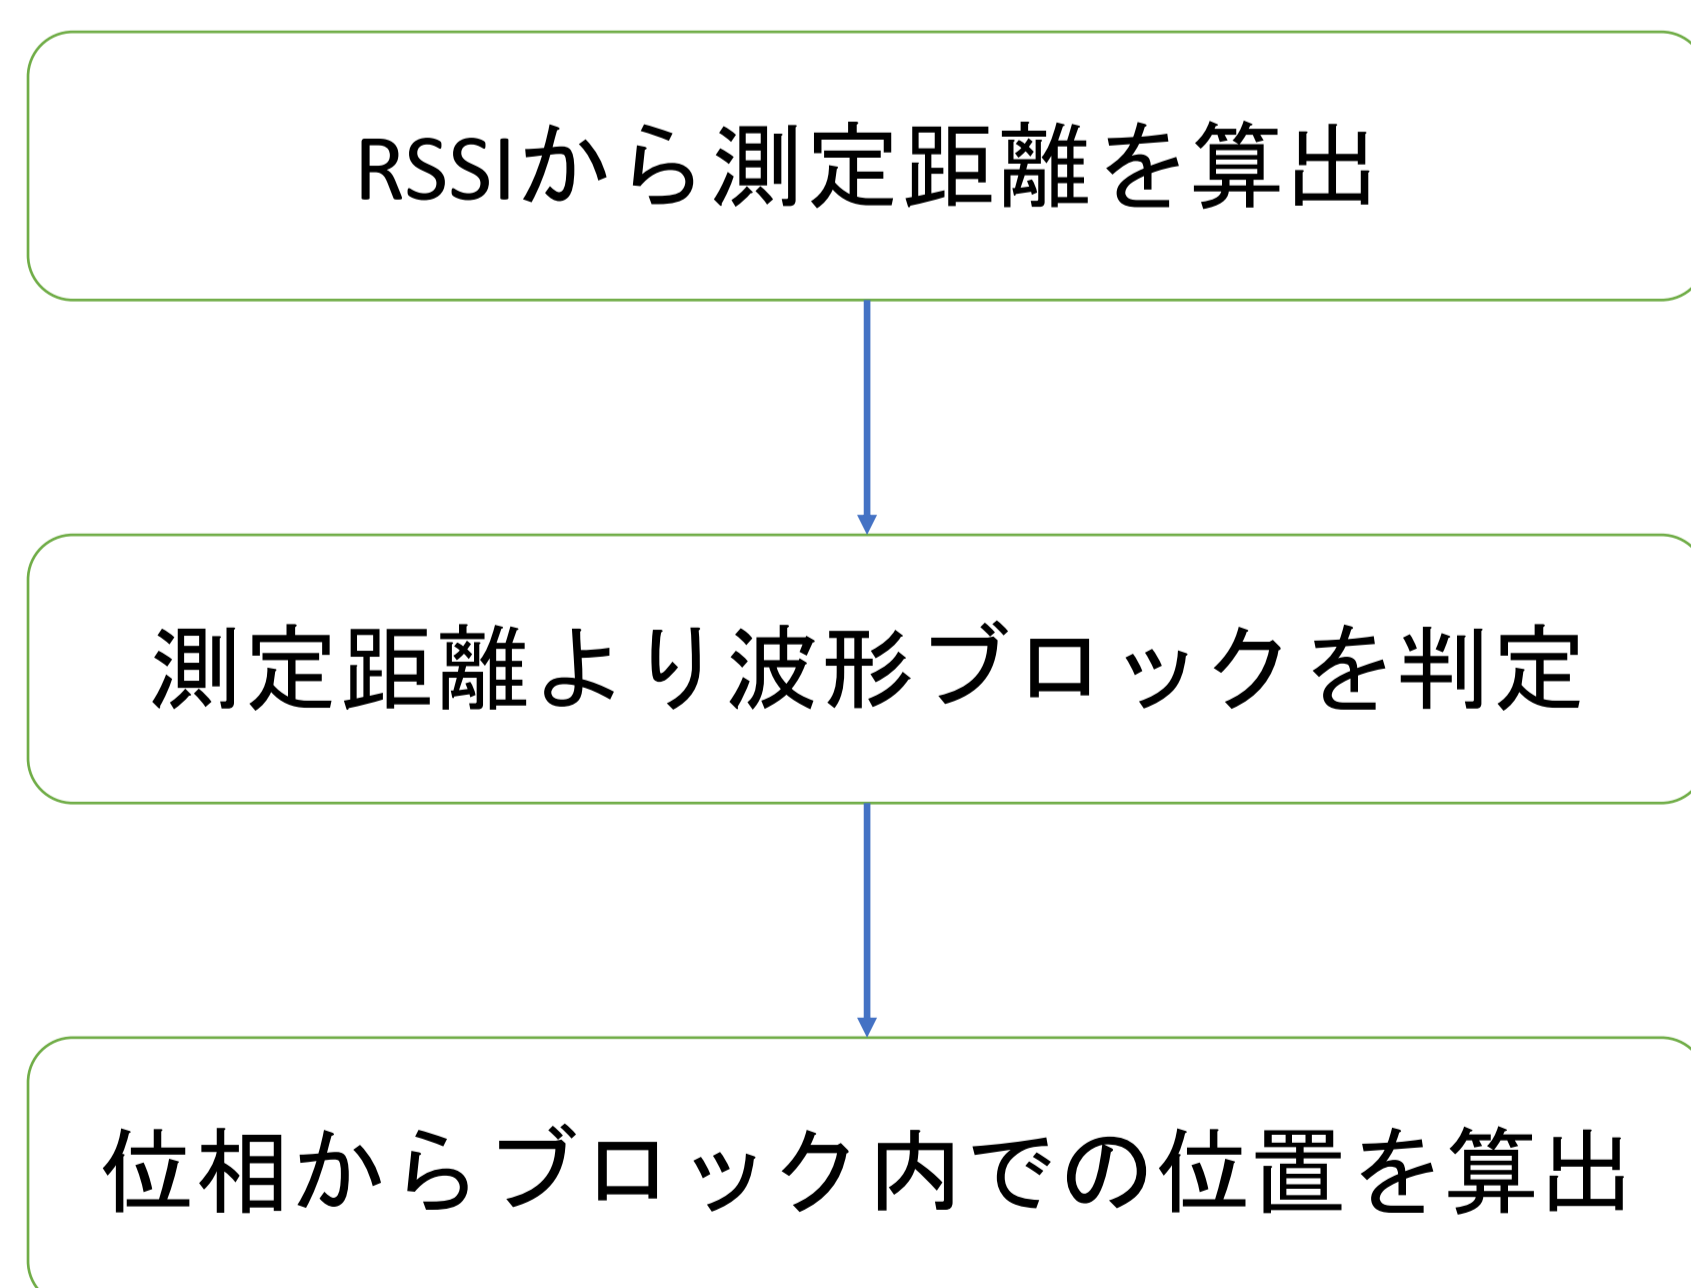 RSSIから測定距離を算出
測定距離より波形ブロックを判定
位相からブロック内での位置を算出